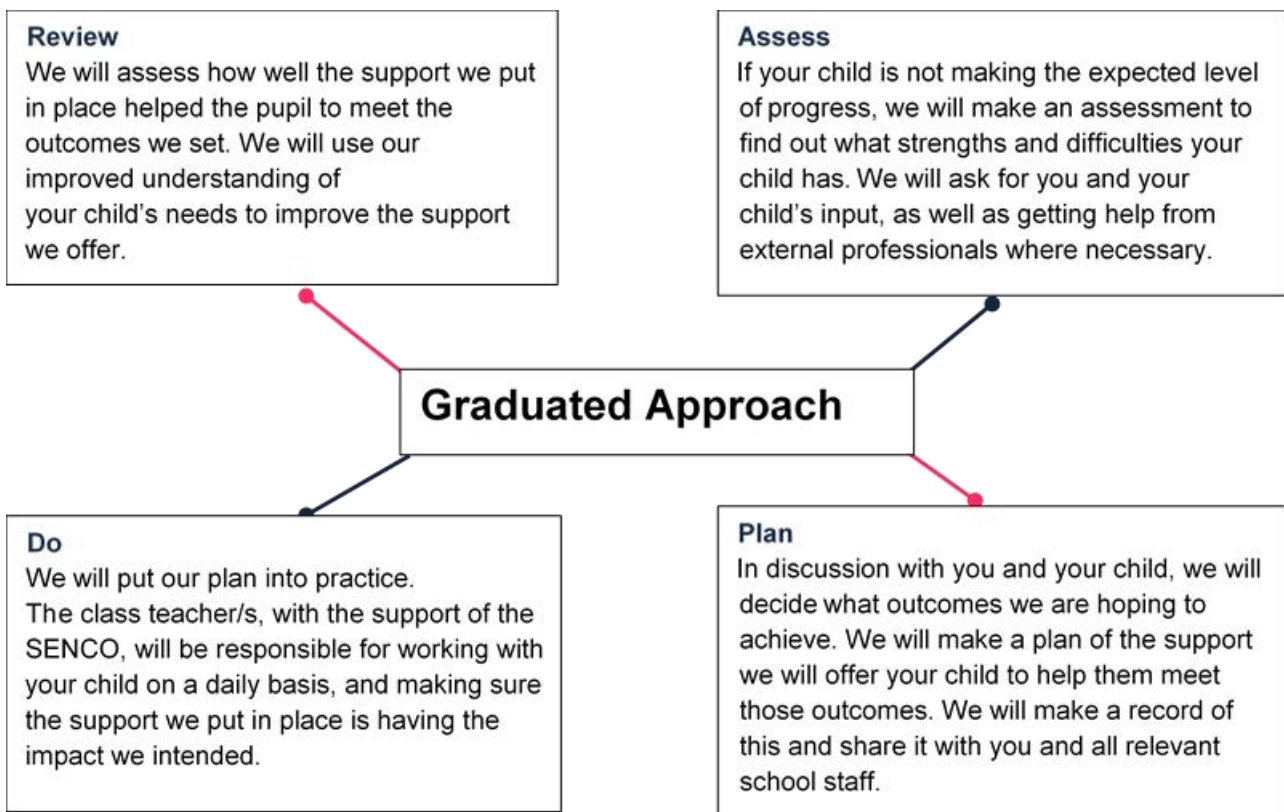 Review
We will assess how well the support we put
in place helped the pupil to meet the
outcomes we set. We will use our
improved understanding of
your child's needs to improve the support
we offer.
Assess
If your child is not making the expected level
of progress, we will make an assessment to
find out what strengths and difficulties your
child has. We will ask for you and your
child's input, as well as getting help from
external professionals where necessary.
Graduated Approach
Do
We will put our plan into practice.
The class teacher/s, with the support of the
SENCO, will be responsible for working with
your child on a daily basis, and making sure
the support we put in place is having the
impact we intended.
Plan
In discussion with you and your child, we will
decide what outcomes we are hoping to
achieve. We will make a plan of the support
we will offer your child to help them meet
those outcomes. We will make a record of
this and share it with you and all relevant
school staff.